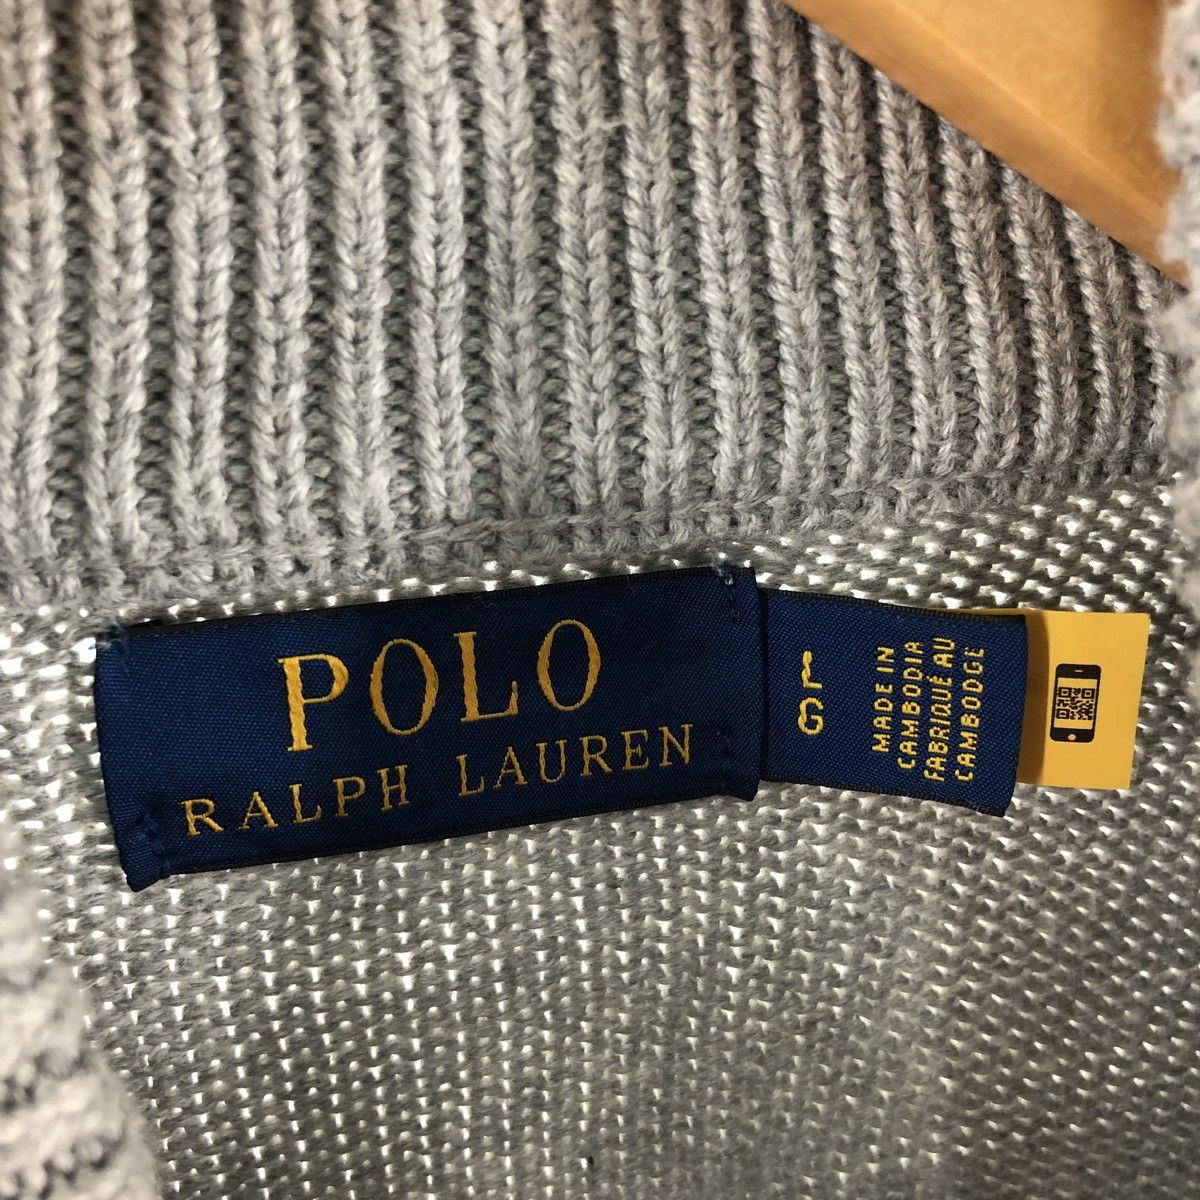 POLO
RALPH LAUREN
L
G
MADE IN
CAMBODIA
FABRIQUÉ AU
CAMBODGE